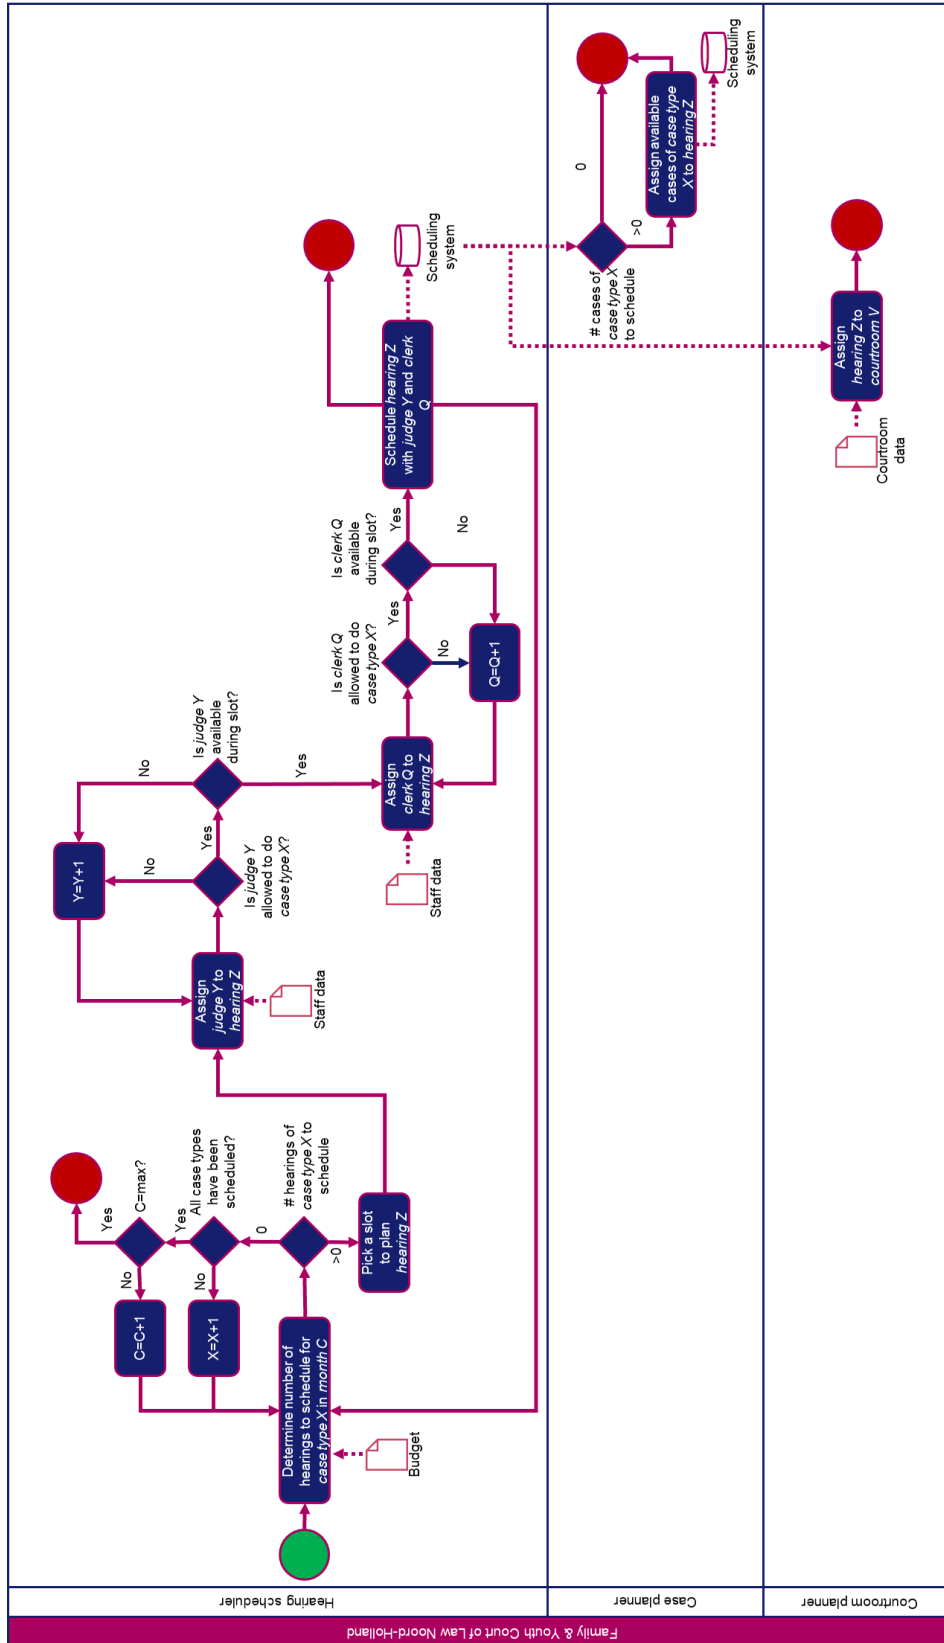 Family & Youth Court of Law Noord-Holland
Hearing scheduler
Determine number of
hearings to schedule for
case type X in month C
Budget
C=C+1
X=X+1
No
No
Yes
C=max?
Yes
All case types
have been
scheduled?
0
# hearings of
case type X to
schedule
>0
Pick a slot
to plan
hearing Z
Assign
judge Y to
hearing Z
Staff data
Y=Y+1
No
Is judge Y
allowed to do
case type X?
Yes
No
Is judge Y
available
during slot?
Yes
Assign
clerk Q to
hearing Z
Staff data
Is clerk Q
allowed to do
case type X?
No
Q=Q+1
Yes
Is clerk Q
available
during slot?
No
Yes
Schedule hearing Z
with judge Y and clerk
Q
Scheduling
system
Case planner
# cases of
case type X
to schedule
0
>0
Assign available
cases of case type
X to hearing Z
Scheduling
system
Courtroom planner
Courtroom
data
Assign
hearing Z to
courtroom V